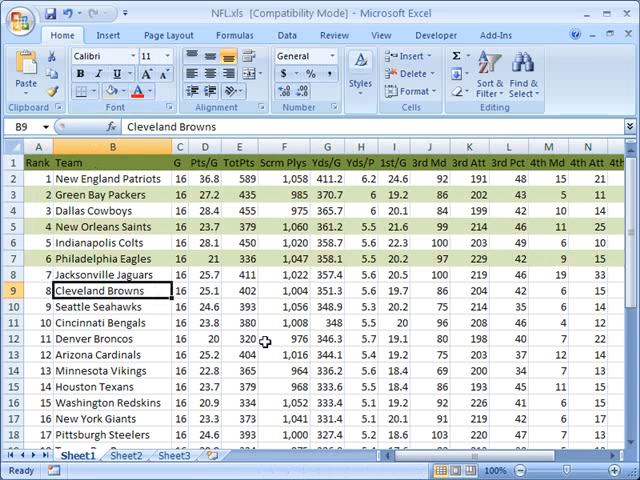 NFL.xls [Compatibility Mode] - Microsoft Excel
Home Insert Page Layout Formulas Data Review View Developer Add-Ins
Paste
Calibri 11
General
Styles
Insert
Delete
Format
Sort & Filter
Find & Select
Clipboard Font Alignment Number Cells Editing
B9 Cleveland Browns
A B C D E F G H I J K L M N
1 Rank Team G Pts/G TotPts Scrm Plys Yds/G Yds/P 1st/G 3rd Md 3rd Att 3rd Pct 4th Md 4th Att
2 1 New England Patriots 16 36.8 589 1,058 411.2 6.2 24.6 92 191 48 15 21
3 2 Green Bay Packers 16 27.2 435 985 370.7 6 19.2 86 202 43 5 11
4 3 Dallas Cowboys 16 28.4 455 975 365.7 6 20.1 84 199 42 10 14
5 4 New Orleans Saints 16 23.7 379 1,060 361.2 5.5 21.6 99 214 46 11 25
6 5 Indianapolis Colts 16 28.1 450 1,020 358.7 5.6 22.3 100 203 49 9 14
7 6 Philadelphia Eagles 16 21 336 1,047 358.1 5.5 20.2 97 229 42 9 15
8 7 Jacksonville Jaguars 16 25.7 411 1,022 357.4 5.6 20.5 100 219 46 19 33
9 8 Cleveland Browns 16 25.1 402 1,004 351.3 5.6 19.7 86 204 42 6 15
10 9 Seattle Seahawks 16 24.6 393 1,056 348.9 5.3 20.2 75 214 35 6 14
11 10 Cincinnati Bengals 16 23.8 380 1,008 348 5.5 20 96 208 46 4 12
12 11 Denver Broncos 16 20 320 976 346.3 5.7 19.1 80 198 40 7 22
13 12 Arizona Cardinals 16 25.2 404 1,016 344.1 5.4 19.2 75 203 37 12 14
14 13 Minnesota Vikings 16 22.8 365 964 336.2 5.6 18.4 69 200 34 7 13
15 14 Houston Texans 16 23.7 379 968 333.6 5.5 18.4 86 193 45 11 15
16 15 Washington Redskins 16 20.9 334 1,033 333.4 5.1 19.2 92 226 41 6 15
17 16 New York Giants 16 23.3 373 1,041 331.4 5.1 20.1 91 219 42 6 17
18 17 Pittsburgh Steelers 16 24.6 393 1,000 327.4 5.2 18.6 103 220 47 4 13
Sheet1 Sheet2 Sheet3
Ready 100%